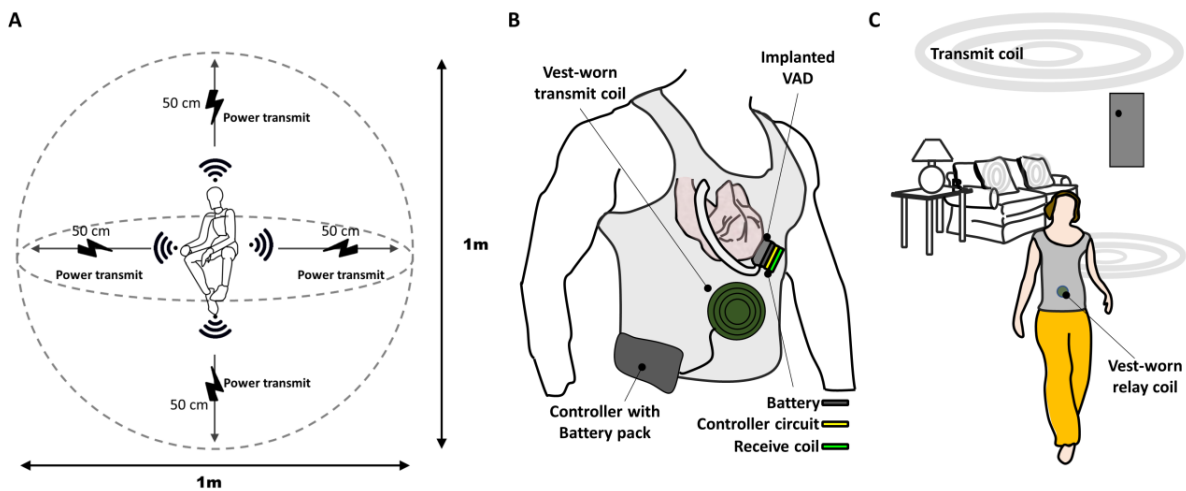 A
50 cm
Power transmit
50 cm
Power transmit
50 cm
Power transmit
Power transmit
50 cm
1m
1m
B
Vest-worn
transmit coil
Implanted
VAD
Controller with
Battery pack
Battery
Controller circuit
Receive coil
C
Transmit coil
Vest-worn
relay coil